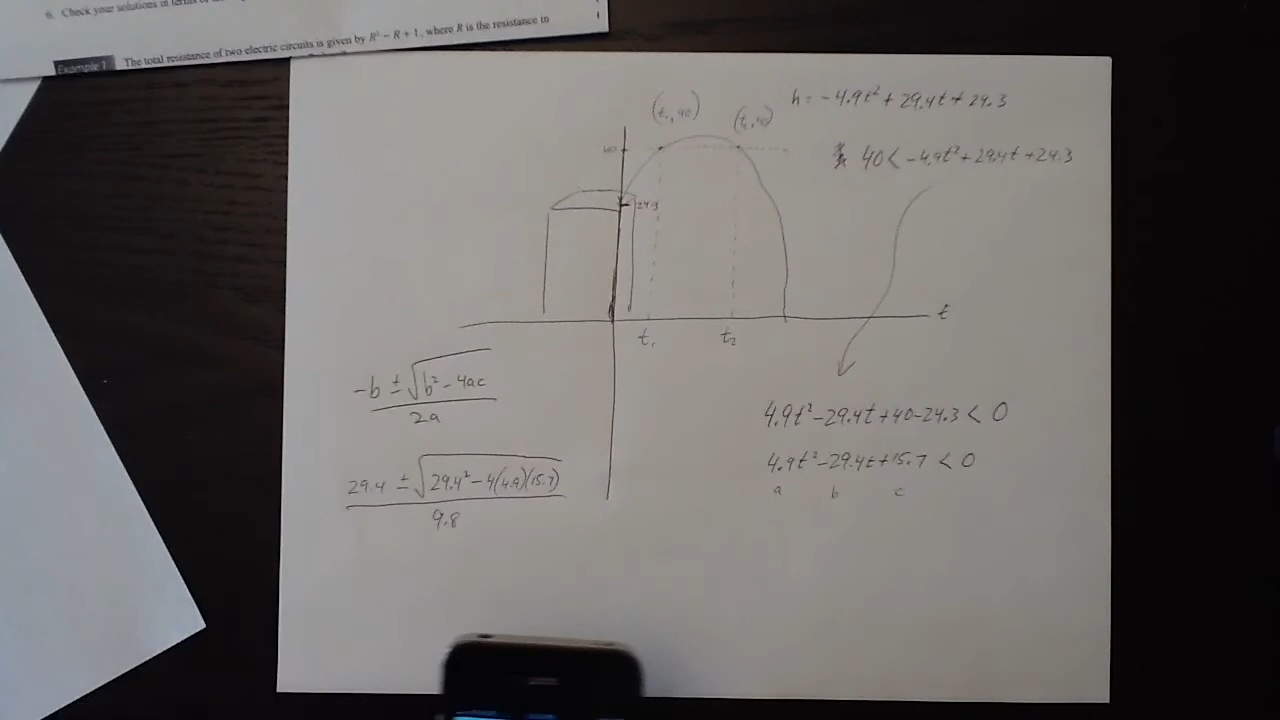 6. Check your solutions in terms of the
Example 1 The total resistance of two electric circuits is given by R² − R + 1, where R is the resistance in
h = −4.9t² + 29.4t + 24.3
(t₁, 40)
(t₂, 40)
40
40 < −4.9t² + 29.4t + 24.3
24.3
t
t₁ t₂
−b ± √b² − 4ac
2a
4.9t² − 29.4t + 40 − 24.3 < 0
4.9t² − 29.4t + 15.7 < 0
a b c
29.4 ± √29.4² − 4(4.9)(15.7)
9.8